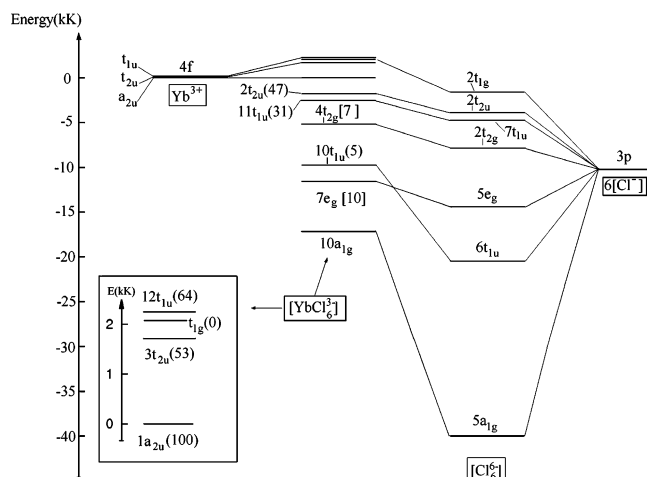 Energy(kK)
0
-5
-10
-15
-20
-25
-30
-35
-40
t1u
t2u
a2u
4f
Yb3+
2t2u(47)
11t1u(31)
4t2g[7 ]
10t1u(5)
7eg [10]
10a1g
[YbCl6 3-]
2t1g
2t2u
7t1u
2t2g
5eg
6t1u
5a1g
[Cl6 6-]
3p
6[Cl-]
E(kK)
2
1
0
12t1u(64)
t1g(0)
3t2u(53)
1a2u(100)